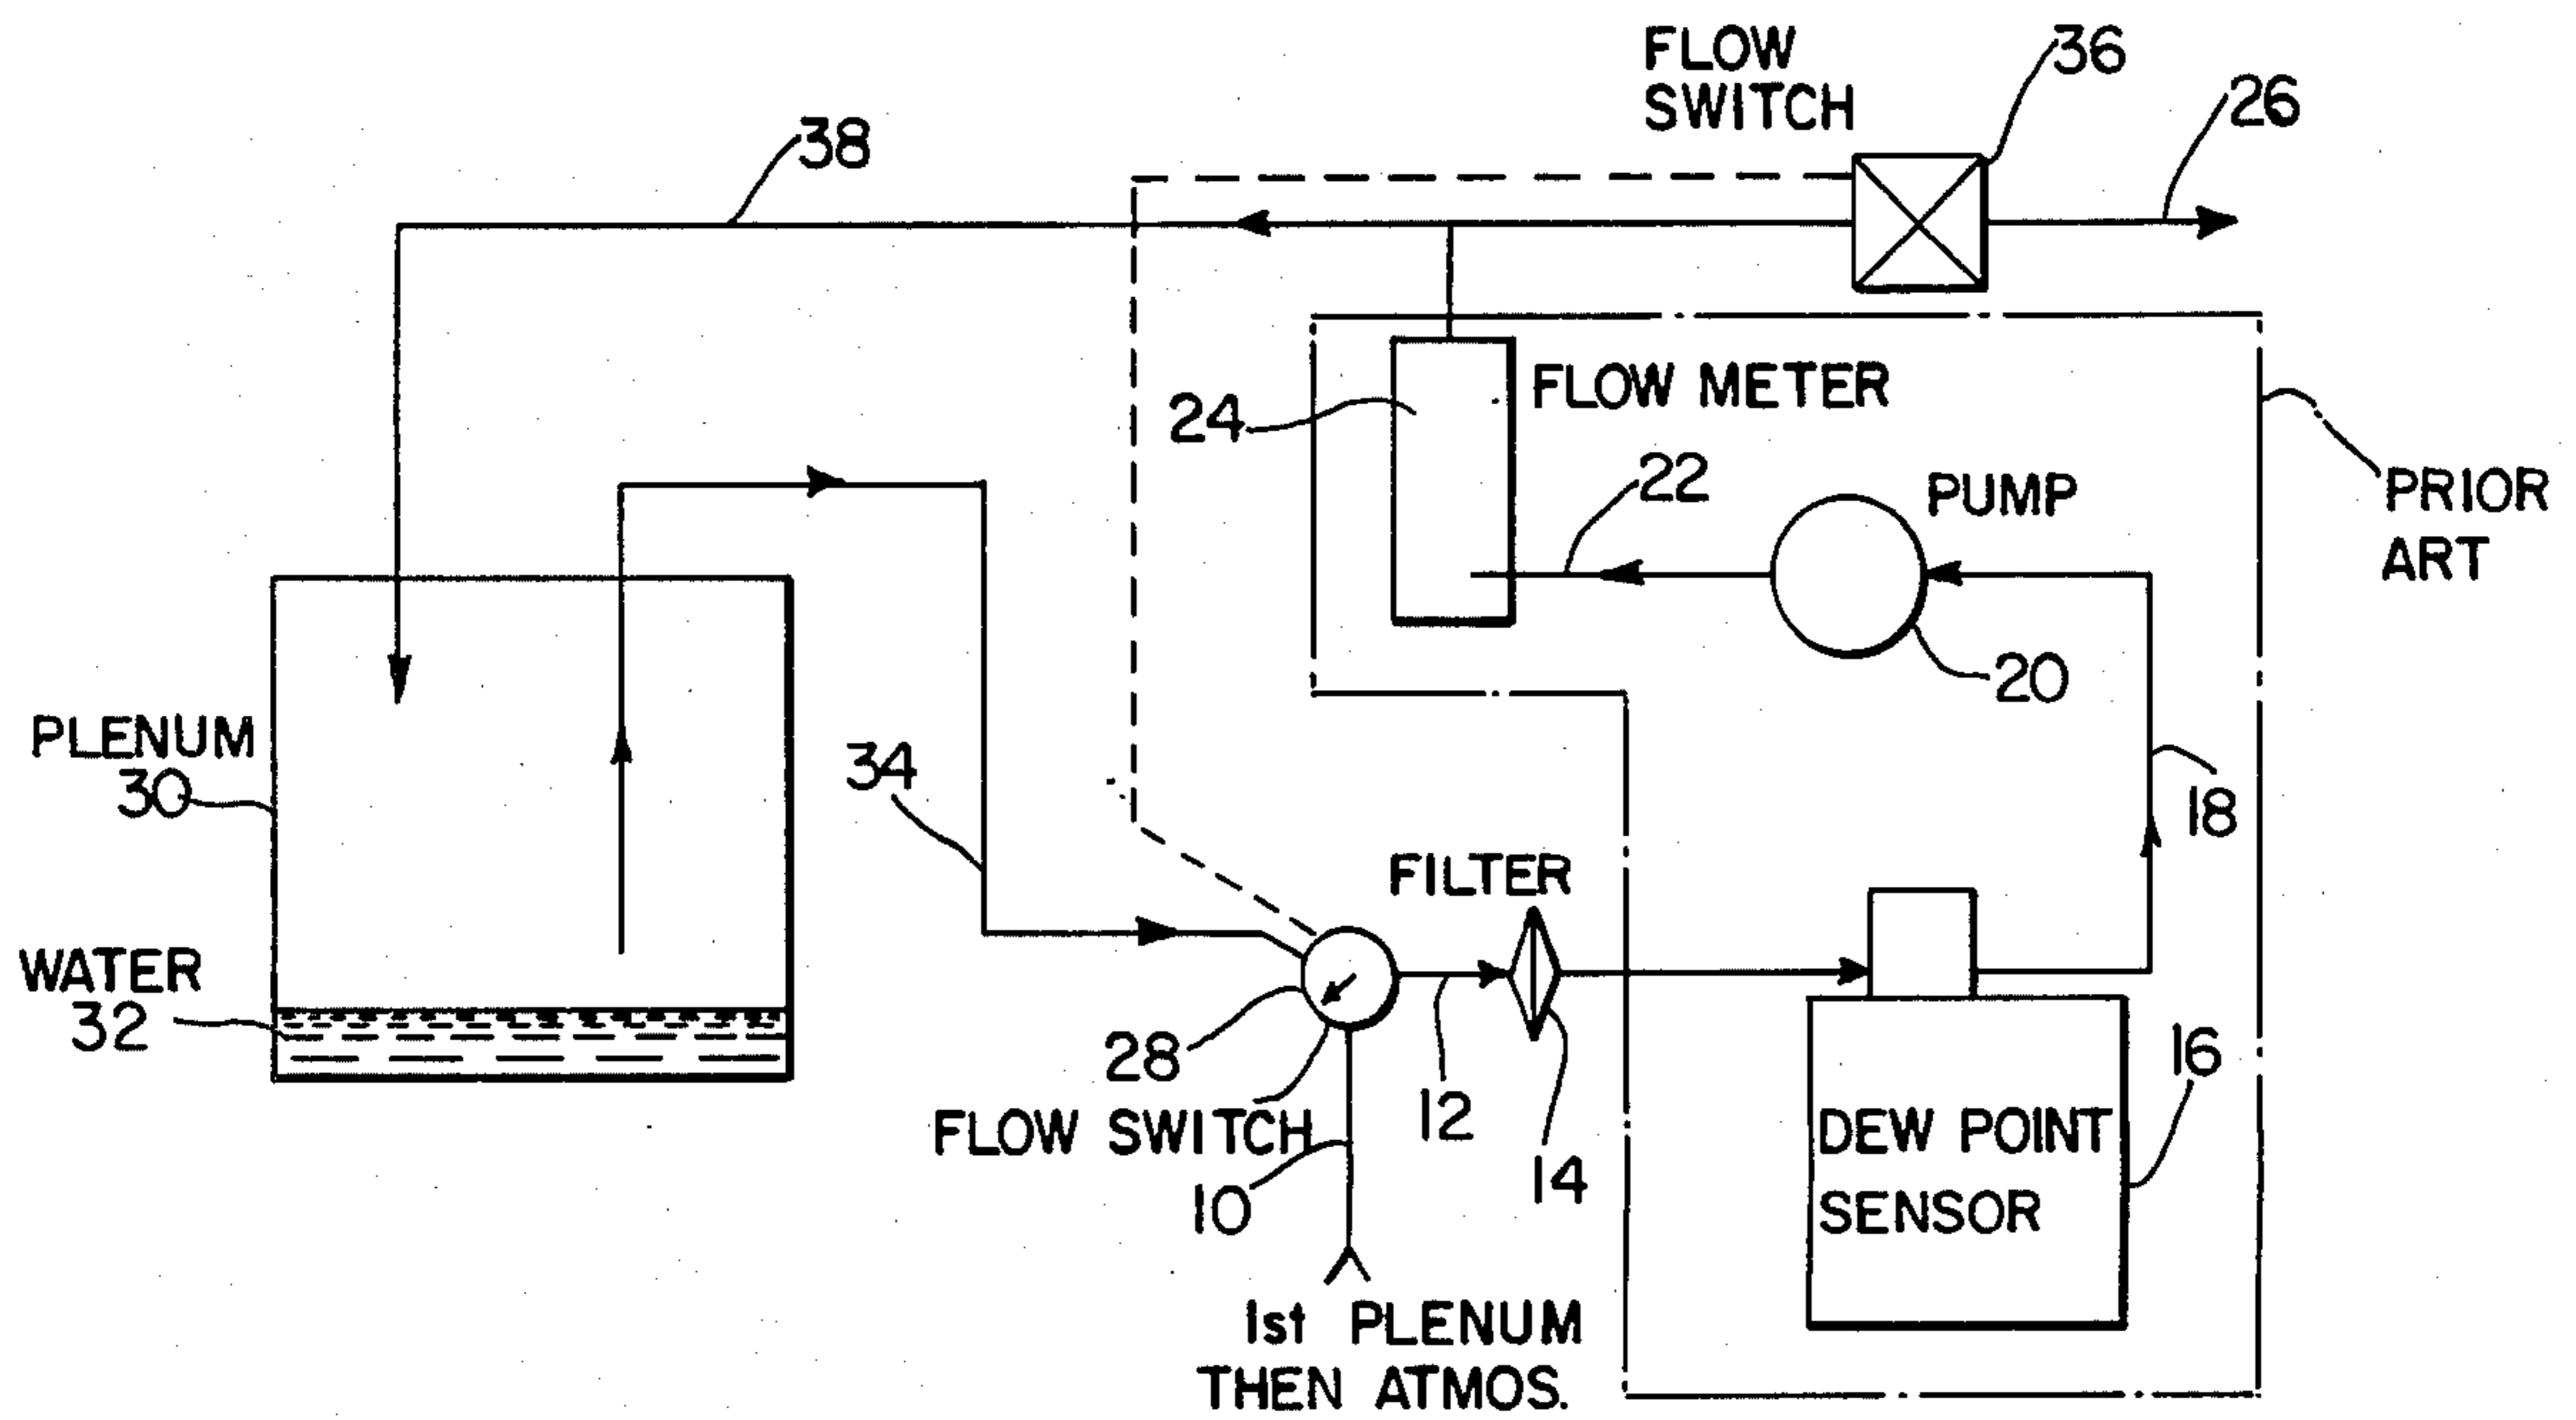 FLOW
SWITCH
36
26
38
24
FLOW METER
22
PUMP
PRIOR
ART
20
PLENUM
30
34
18
FILTER
WATER
32
28
FLOW SWITCH
12
14
16
DEW POINT
SENSOR
10
1st PLENUM
THEN ATMOS.